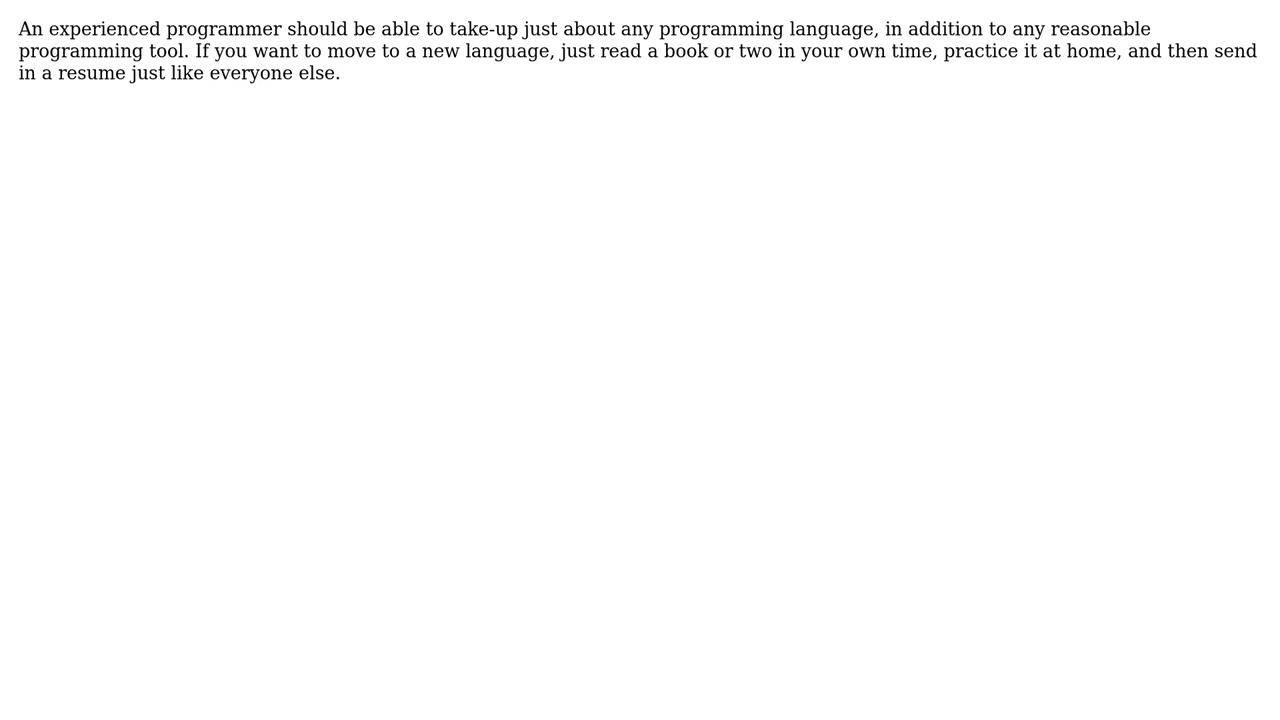 An experienced programmer should be able to take-up just about any programming language, in addition to any reasonable
programming tool. If you want to move to a new language, just read a book or two in your own time, practice it at home, and then send
in a resume just like everyone else.